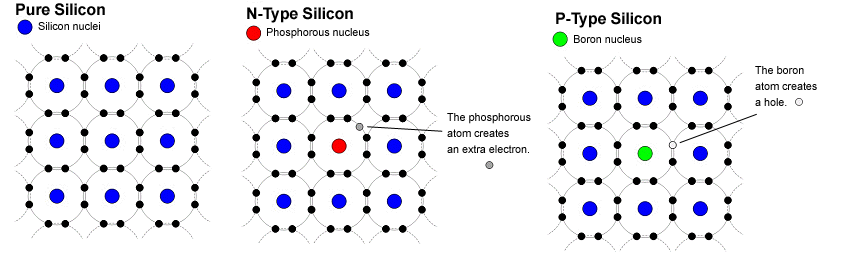 Pure Silicon
Silicon nuclei
N-Type Silicon
Phosphorous nucleus
The phosphorous
atom creates
an extra electron.
P-Type Silicon
Boron nucleus
The boron
atom creates
a hole.